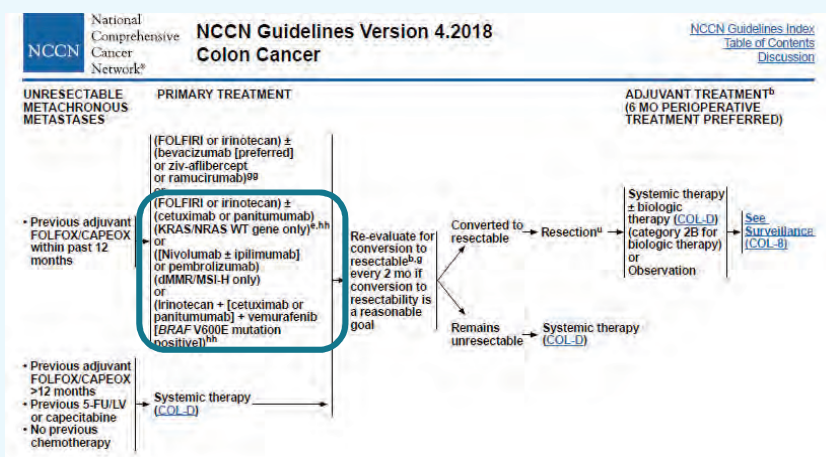 National
Comprehensive
NCCN Cancer
Network®
NCCN Guidelines Version 4.2018
Colon Cancer
NCCN Guidelines Index
Table of Contents
Discussion
UNRESECTABLE
METACHRONOUS
METASTASES
PRIMARY TREATMENT
ADJUVANT TREATMENTᵇ
(6 MO PERIOPERATIVE
TREATMENT PREFERRED)
• Previous adjuvant
FOLFOX/CAPEOX
within past 12
months
(FOLFIRI or irinotecan) ±
(bevacizumab [preferred]
or ziv-aflibercept
or ramucirumab)ᵍᵍ
or
(FOLFIRI or irinotecan) ±
(cetuximab or panitumumab)
(KRAS/NRAS WT gene only)ᵉ,ʰʰ
or
([Nivolumab ± ipilimumab]
or pembrolizumab)
(dMMR/MSI-H only)
or
(Irinotecan + [cetuximab or
panitumumab] + vemurafenib
[BRAF V600E mutation
positive])ʰʰ
Re-evaluate for
conversion to
resectableᵇ,ᵍ
every 2 mo if
conversion to
resectability is
a reasonable
goal
Converted to
resectable
Resectionᵘ
Systemic therapy
± biologic
therapy (COL-D)
(category 2B for
biologic therapy)
or
Observation
See
Surveillance
(COL-8)
Remains
unresectable
Systemic therapy
(COL-D)
• Previous adjuvant
FOLFOX/CAPEOX
>12 months
• Previous 5-FU/LV
or capecitabine
• No previous
chemotherapy
Systemic therapy
(COL-D)